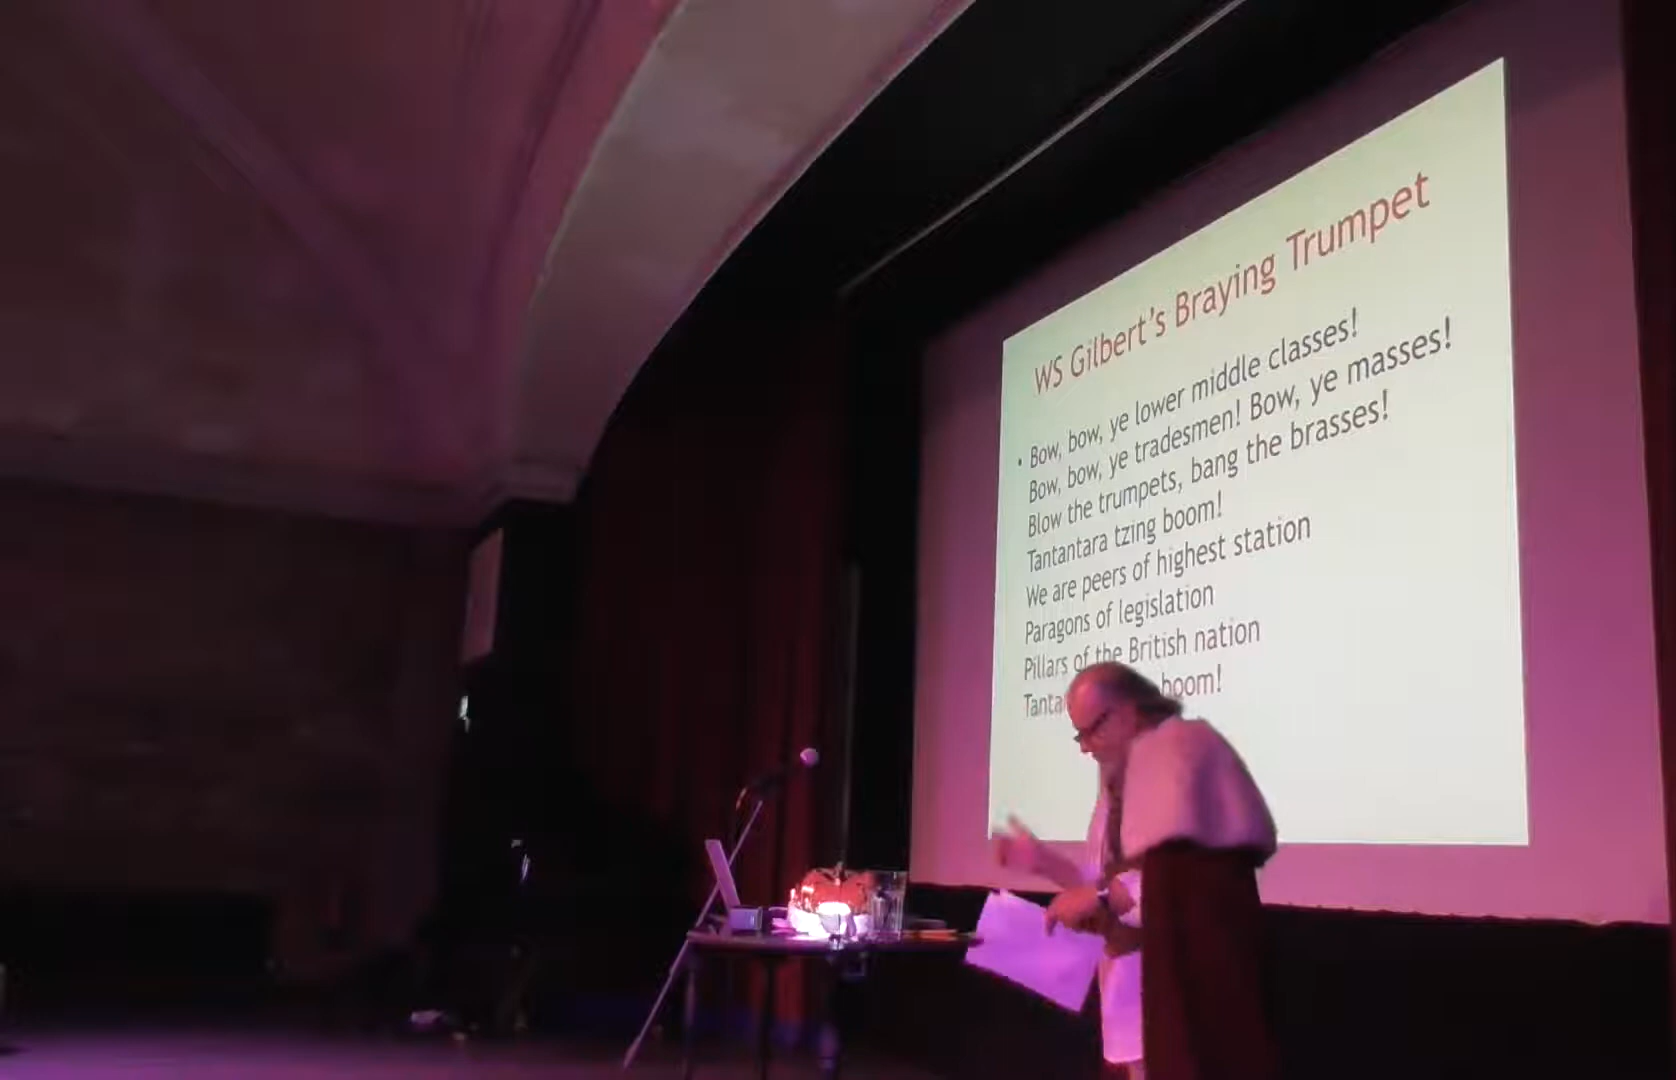 WS Gilbert's Braying Trumpet
• Bow, bow, ye lower middle classes!
Bow, bow, ye tradesmen! Bow, ye masses!
Blow the trumpets, bang the brasses!
Tantantara tzing boom!
We are peers of highest station
Paragons of legislation
Pillars of the British nation
boom!